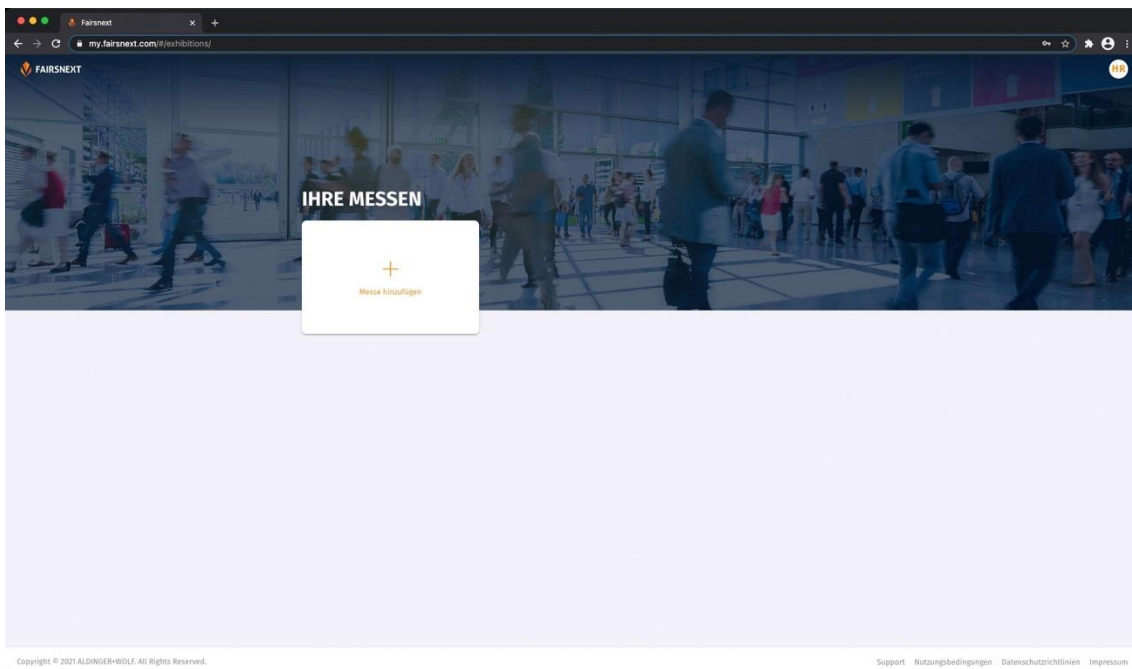 Fairsnext
my.fairsnext.com/#/exhibitions/
FAIRSNEXT
HR
IHRE MESSEN
Messe hinzufügen
Copyright © 2021 ALDINGER+WOLF. All Rights Reserved.
Support Nutzungsbedingungen Datenschutzrichtlinien Impressum